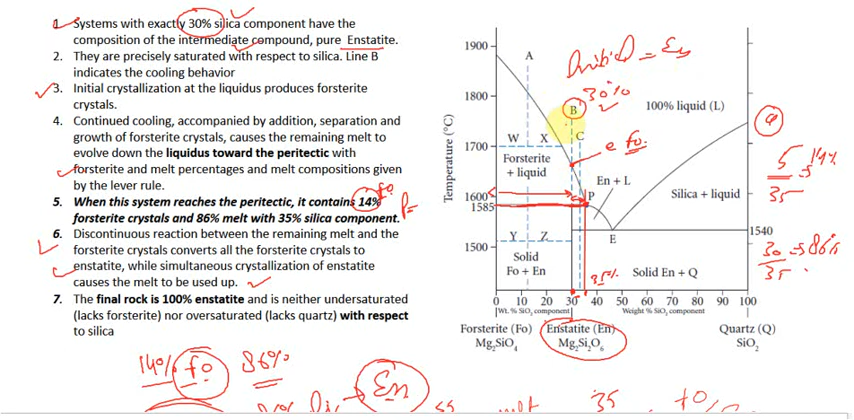 1. Systems with exactly 30% silica component have the
composition of the intermediate compound, pure Enstatite.
2. They are precisely saturated with respect to silica. Line B
indicates the cooling behavior
3. Initial crystallization at the liquidus produces forsterite
crystals.
4. Continued cooling, accompanied by addition, separation and
growth of forsterite crystals, causes the remaining melt to
evolve down the liquidus toward the peritectic with
forsterite and melt percentages and melt compositions given
by the lever rule.
5. When this system reaches the peritectic, it contains 14%
forsterite crystals and 86% melt with 35% silica component.
6. Discontinuous reaction between the remaining melt and the
forsterite crystals converts all the forsterite crystals to
enstatite, while simultaneous crystallization of enstatite
causes the melt to be used up.
7. The final rock is 100% enstatite and is neither undersaturated
(lacks forsterite) nor oversaturated (lacks quartz) with respect
to silica
fo
P=
14% fo 86%
En
Temperature (°C)
1900
1800
1700
1600
1585
1500
A
B
C
W X
Forsterite
+ liquid
100% liquid (L)
En + L
P
Silica + liquid
E
1540
Y Z
Solid
Fo + En
Solid En + Q
30%
e fo.
35%
0 10 20 30 40 50 60 70 80 90 100
Wt. % SiO2 component
Weight % SiO2 component
Forsterite (Fo)
Mg2SiO4
Enstatite (En)
Mg2Si2O6
Quartz (Q)
SiO2
5
35
14%
30
35
86%
melt 35